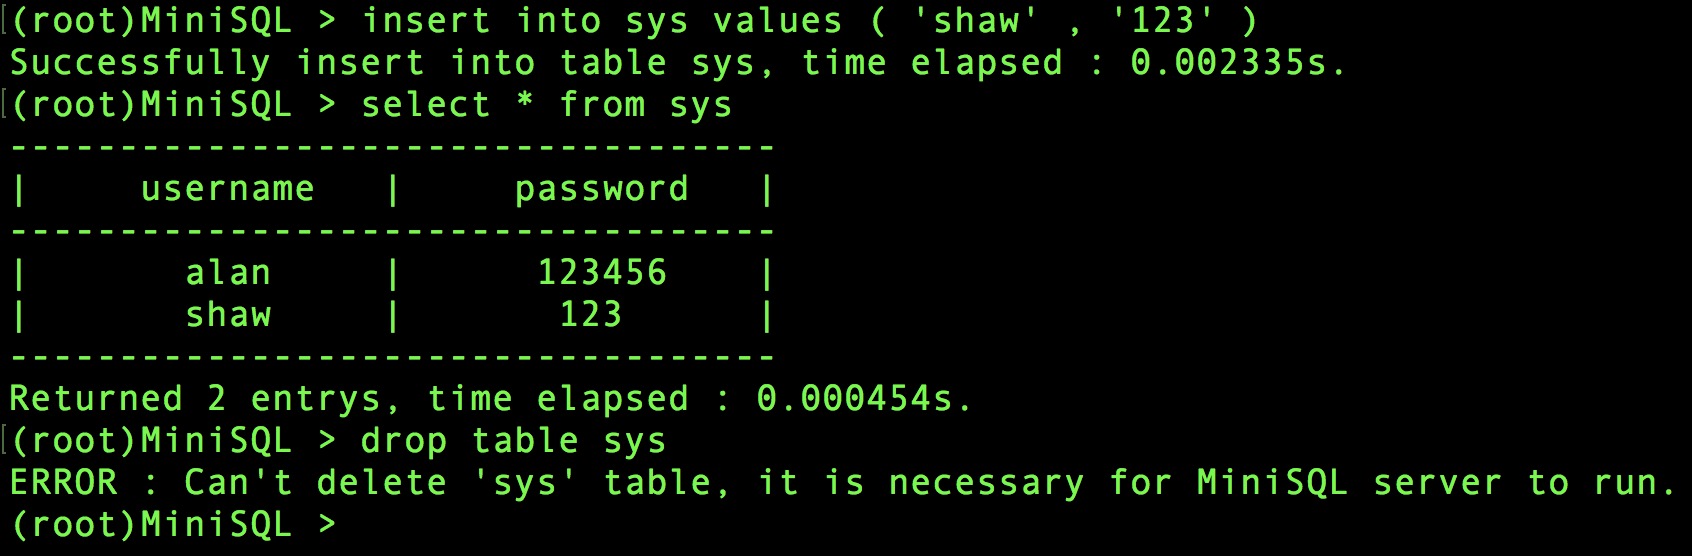 [(root)MiniSQL > insert into sys values ( 'shaw' , '123' )
Successfully insert into table sys, time elapsed : 0.002335s.
[(root)MiniSQL > select * from sys
-----------------------------------
|     username   |     password   |
-----------------------------------
|       alan     |      123456    |
|       shaw     |       123      |
-----------------------------------
Returned 2 entrys, time elapsed : 0.000454s.
[(root)MiniSQL > drop table sys
ERROR : Can't delete 'sys' table, it is necessary for MiniSQL server to run.
(root)MiniSQL >